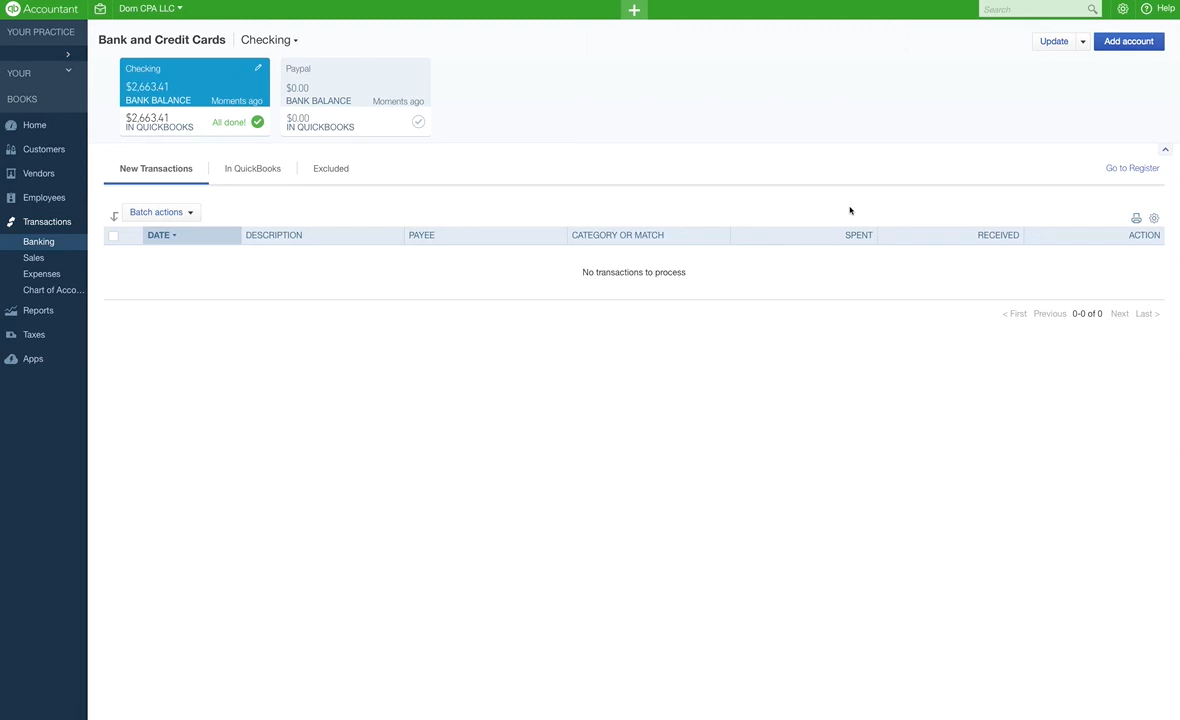 qb Accountant
Dorn CPA LLC
Search
Help
YOUR PRACTICE
YOUR
BOOKS
Home
Customers
Vendors
Employees
Transactions
Banking
Sales
Expenses
Chart of Acco...
Reports
Taxes
Apps
Bank and Credit Cards
Checking
Update
Add account
Checking
$2,663.41
BANK BALANCE Moments ago
$2,663.41
IN QUICKBOOKS
All done!
Paypal
$0.00
BANK BALANCE Moments ago
$0.00
IN QUICKBOOKS
New Transactions In QuickBooks Excluded
Go to Register
Batch actions
DATE DESCRIPTION PAYEE CATEGORY OR MATCH SPENT RECEIVED ACTION
No transactions to process
< First Previous 0-0 of 0 Next Last >